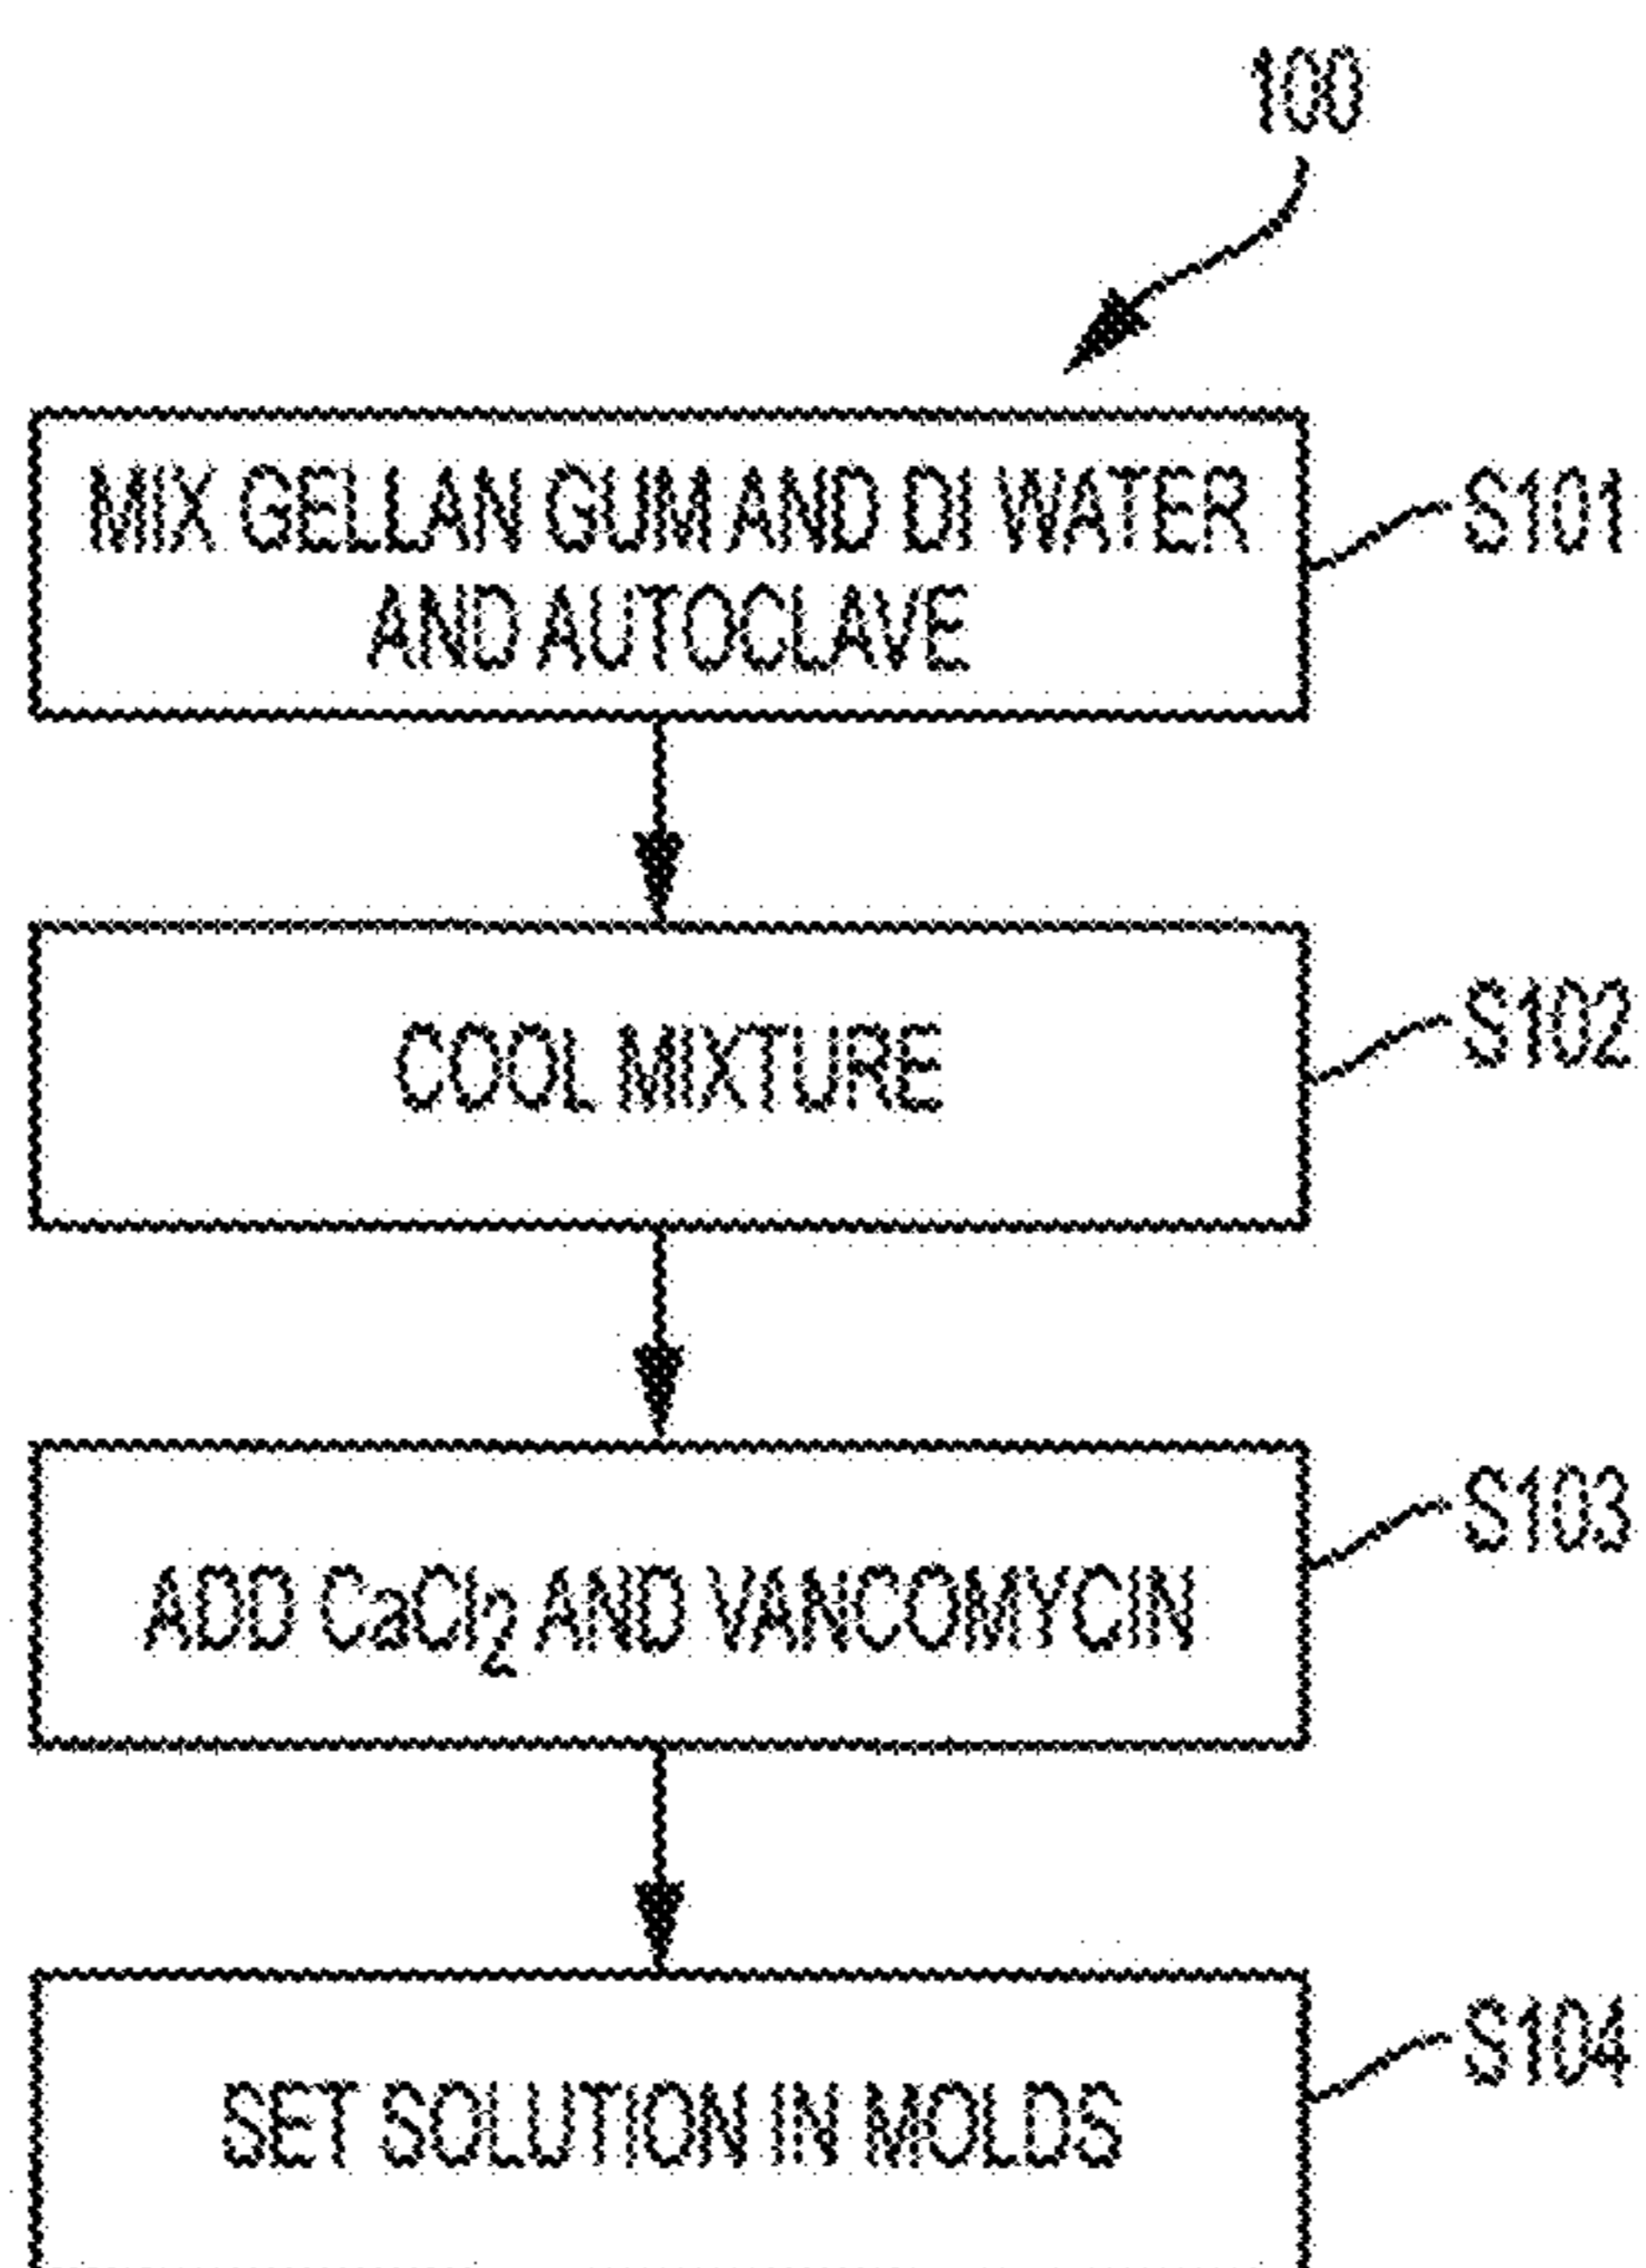 100
MIX GELLAN GUM AND DI WATER
AND AUTOCLAVE
S101
COOL MIXTURE
S102
ADD CaCl₂ AND VANCOMYCIN
S103
SET SOLUTION IN MOLDS
S104